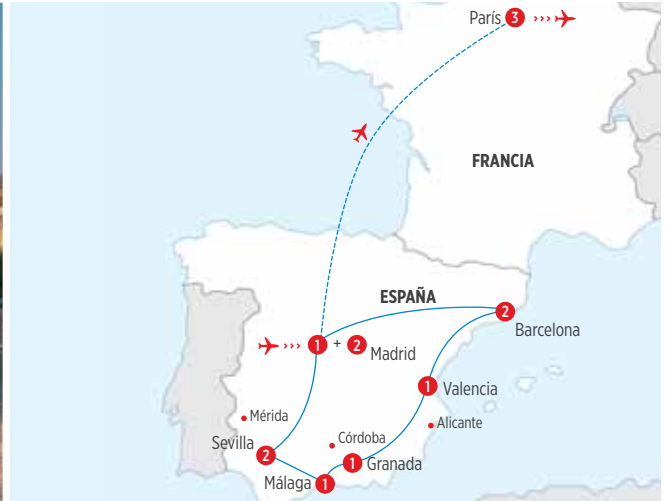 París 3
FRANCIA
ESPAÑA
2
Barcelona
1 + 2 Madrid
1 Valencia
Mérida
Alicante
Sevilla
2
Córdoba
1 Granada
Málaga 1